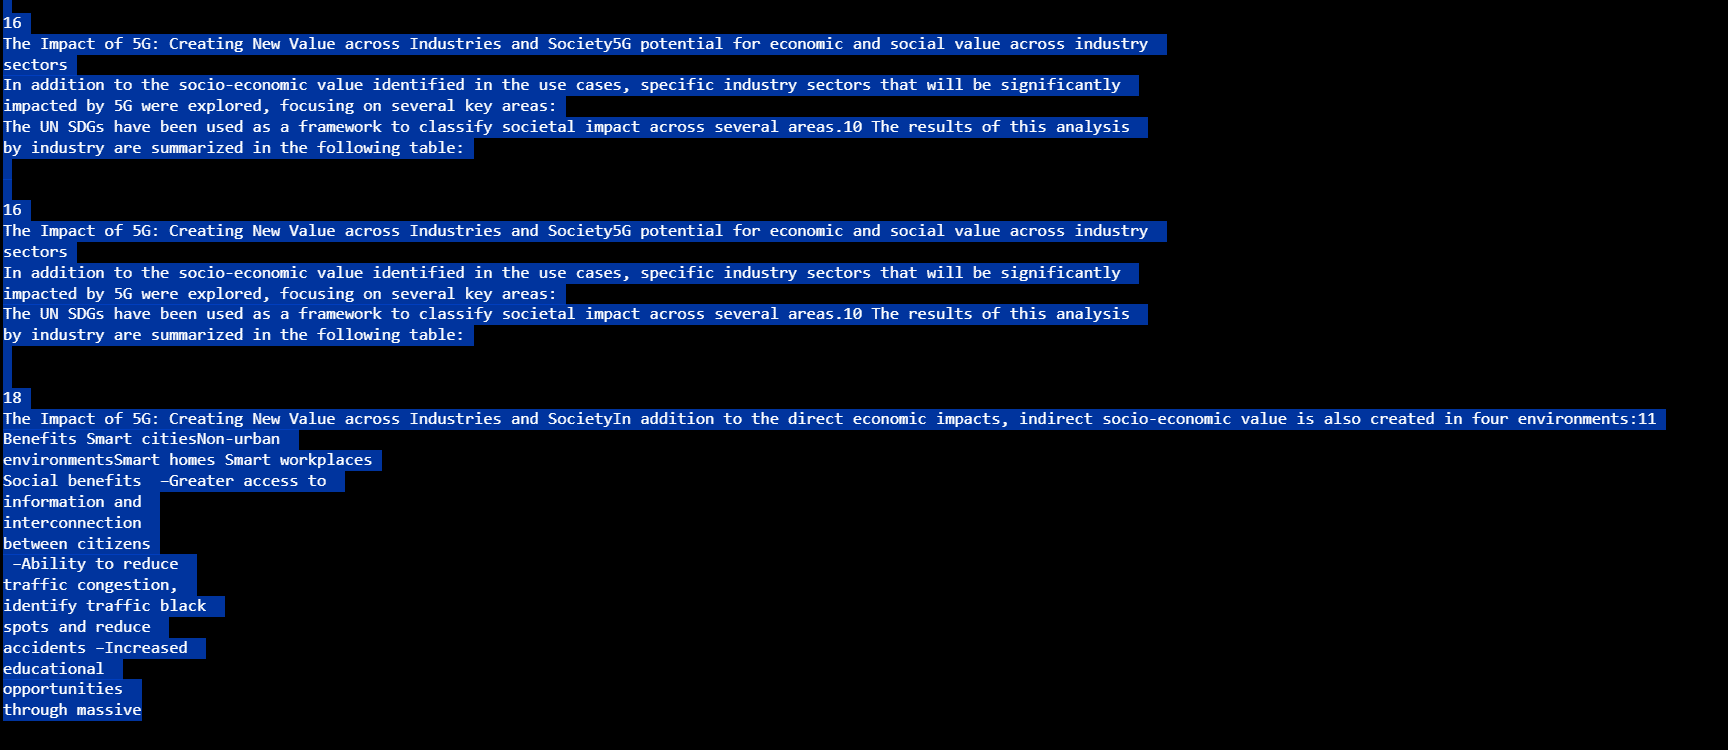 16
The Impact of 5G: Creating New Value across Industries and Society5G potential for economic and social value across industry
sectors
In addition to the socio-economic value identified in the use cases, specific industry sectors that will be significantly
impacted by 5G were explored, focusing on several key areas:
The UN SDGs have been used as a framework to classify societal impact across several areas.10 The results of this analysis
by industry are summarized in the following table:
16
The Impact of 5G: Creating New Value across Industries and Society5G potential for economic and social value across industry
sectors
In addition to the socio-economic value identified in the use cases, specific industry sectors that will be significantly
impacted by 5G were explored, focusing on several key areas:
The UN SDGs have been used as a framework to classify societal impact across several areas.10 The results of this analysis
by industry are summarized in the following table:
18
The Impact of 5G: Creating New Value across Industries and SocietyIn addition to the direct economic impacts, indirect socio-economic value is also created in four environments:11
Benefits Smart citiesNon-urban
environmentsSmart homes Smart workplaces
Social benefits  –Greater access to
information and
interconnection
between citizens
–Ability to reduce
traffic congestion,
identify traffic black
spots and reduce
accidents –Increased
educational
opportunities
through massive